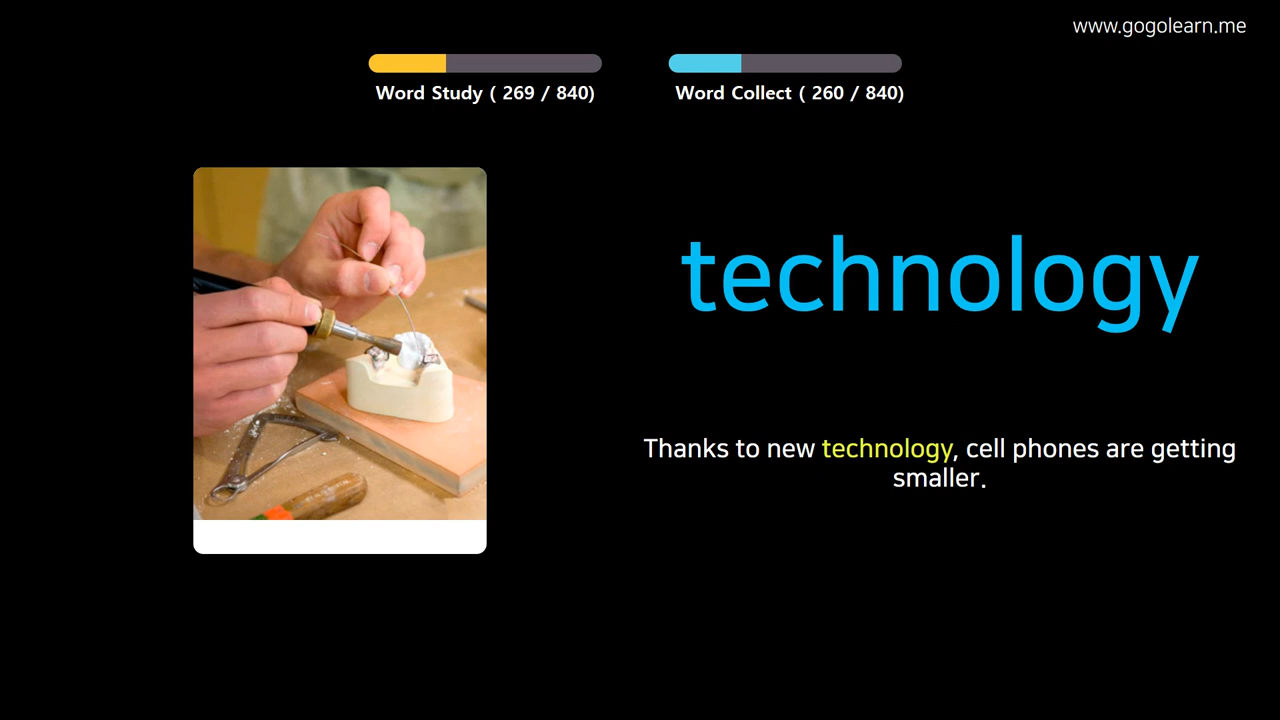 www.gogolearn.me
Word Study ( 269 / 840)
Word Collect ( 260 / 840)
technology
Thanks to new technology, cell phones are getting
smaller.